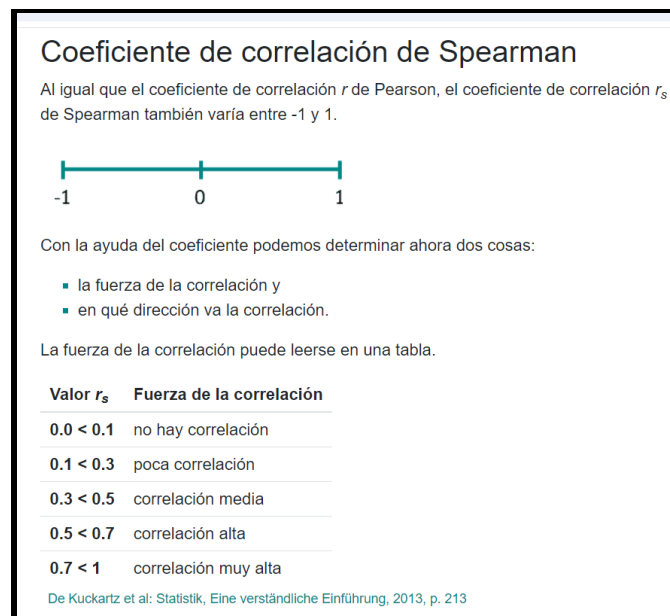 Coeficiente de correlación de Spearman
Al igual que el coeficiente de correlación r de Pearson, el coeficiente de correlación rs
de Spearman también varía entre -1 y 1.
-1 0 1
Con la ayuda del coeficiente podemos determinar ahora dos cosas:
la fuerza de la correlación y
en qué dirección va la correlación.
La fuerza de la correlación puede leerse en una tabla.
Valor rs Fuerza de la correlación
0.0 < 0.1 no hay correlación
0.1 < 0.3 poca correlación
0.3 < 0.5 correlación media
0.5 < 0.7 correlación alta
0.7 < 1 correlación muy alta
De Kuckartz et al: Statistik, Eine verständliche Einführung, 2013, p. 213